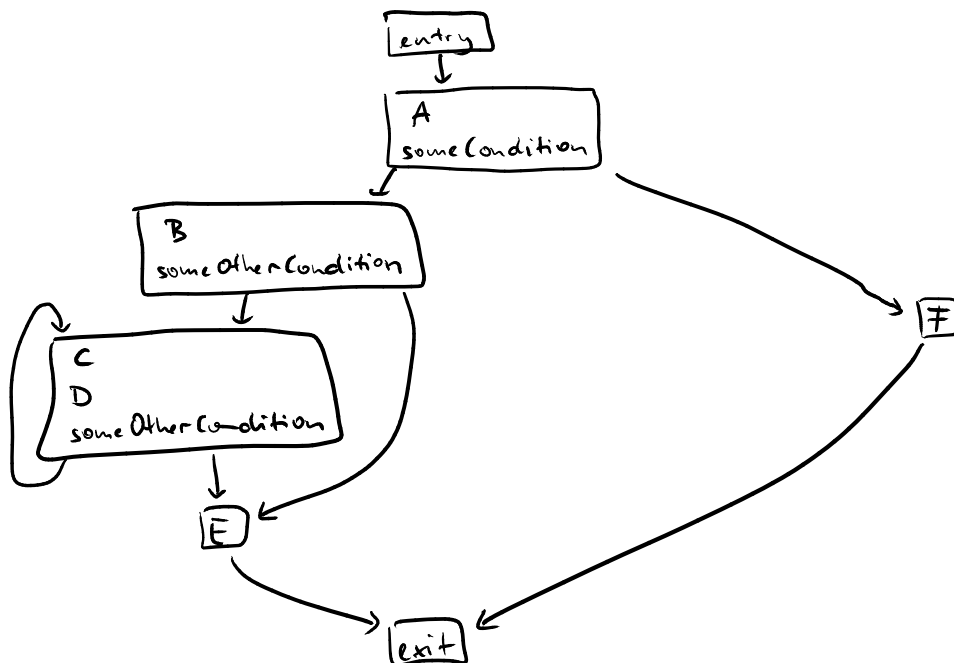 entry
A
someCondition
B
someOtherCondition
F
C
D
someOtherCondition
E
exit